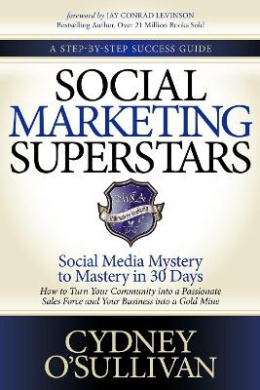 foreword by JAY CONRAD LEVINSON
Bestselling Author, Over 21 Million Books Sold
A STEP-BY-STEP SUCCESS GUIDE
SOCIAL
MARKETING
SUPERSTARS
Social Media Mystery
to Mastery in 30 Days
How to Turn Your Community into a Passionate
Sales Force and Your Business into a Gold Mine
CYDNEY
O'SULLIVAN